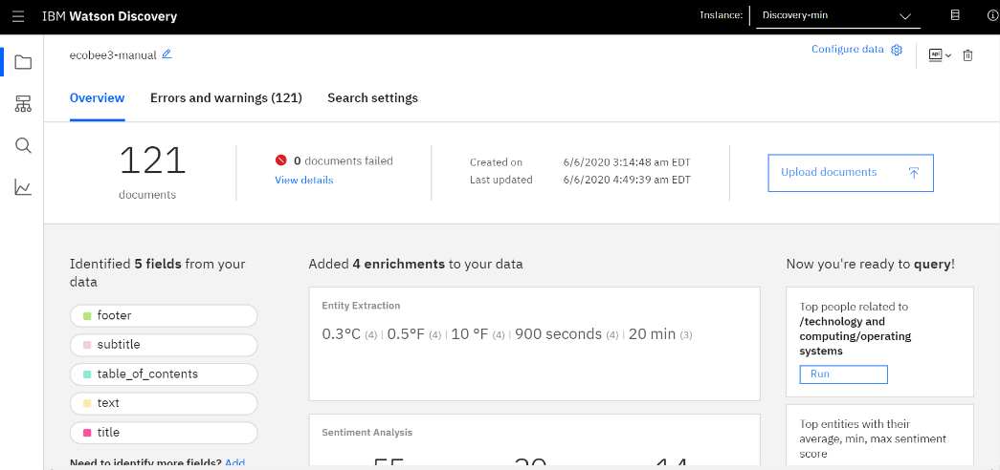 IBM Watson Discovery
Instance:
Discovery-min
ecobee3-manual
Configure data
api
Overview
Errors and warnings (121)
Search settings
121
documents
0 documents failed
View details
Created on 6/6/2020 3:14:48 am EDT
Last updated 6/6/2020 4:49:39 am EDT
Upload documents
Identified 5 fields from your
data
footer
subtitle
table_of_contents
text
title
Need to identify more fields? Add
Added 4 enrichments to your data
Entity Extraction
0.3°C (4) | 0.5°F (4) | 10 °F (4) | 900 seconds (4) | 20 min (3)
Sentiment Analysis
Now you're ready to query!
Top people related to
/technology and
computing/operating
systems
Run
Top entities with their
average, min, max sentiment
score